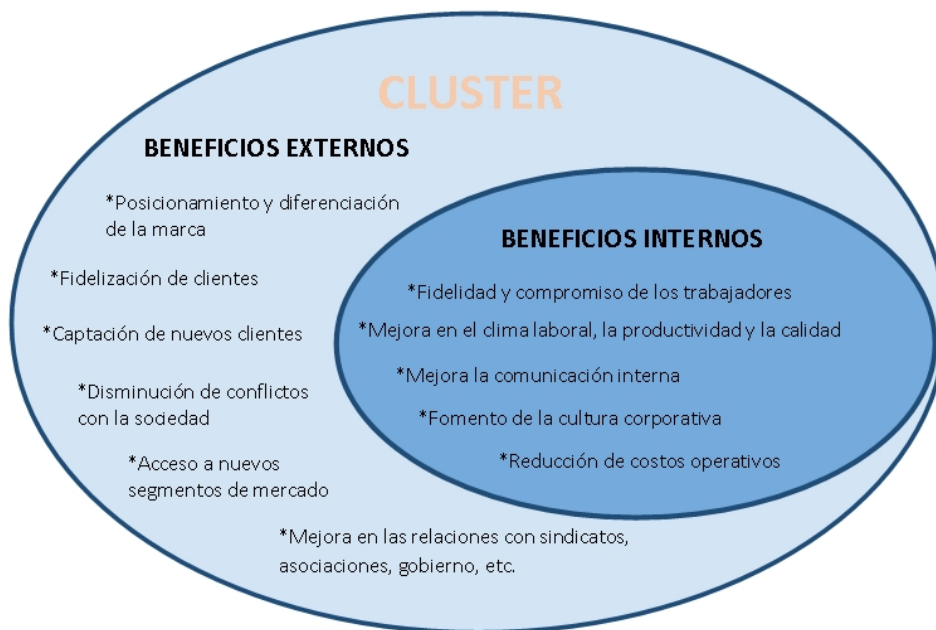 CLUSTER
BENEFICIOS EXTERNOS
*Posicionamiento y diferenciación
de la marca
*Fidelización de clientes
*Captación de nuevos clientes
*Disminución de conflictos
con la sociedad
*Acceso a nuevos
segmentos de mercado
*Mejora en las relaciones con sindicatos,
asociaciones, gobierno, etc.
BENEFICIOS INTERNOS
*Fidelidad y compromiso de los trabajadores
*Mejora en el clima laboral, la productividad y la calidad
*Mejora la comunicación interna
*Fomento de la cultura corporativa
*Reducción de costos operativos